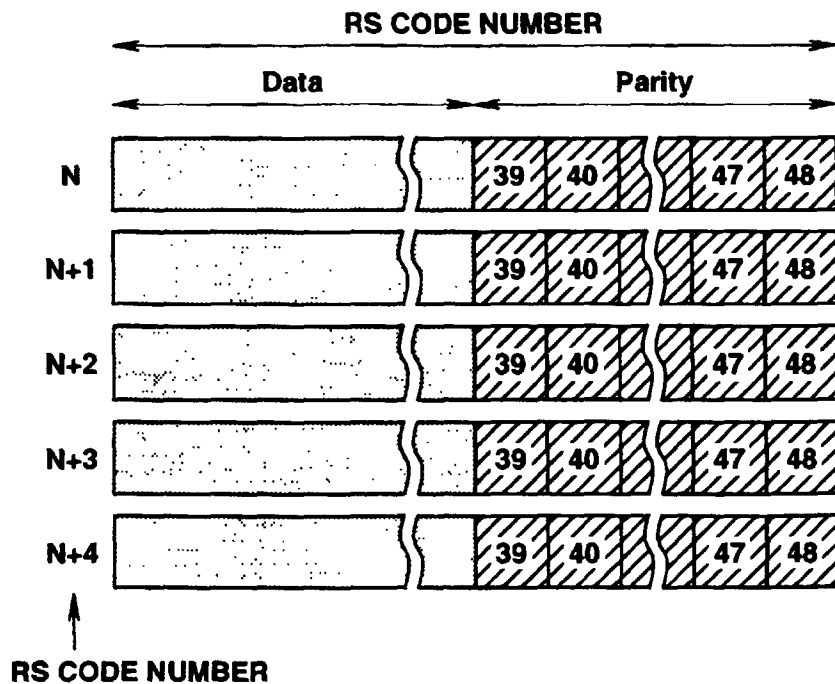 RS CODE NUMBER
Data Parity
N 39 40 47 48
N+1 39 40 47 48
N+2 39 40 47 48
N+3 39 40 47 48
N+4 39 40 47 48
RS CODE NUMBER